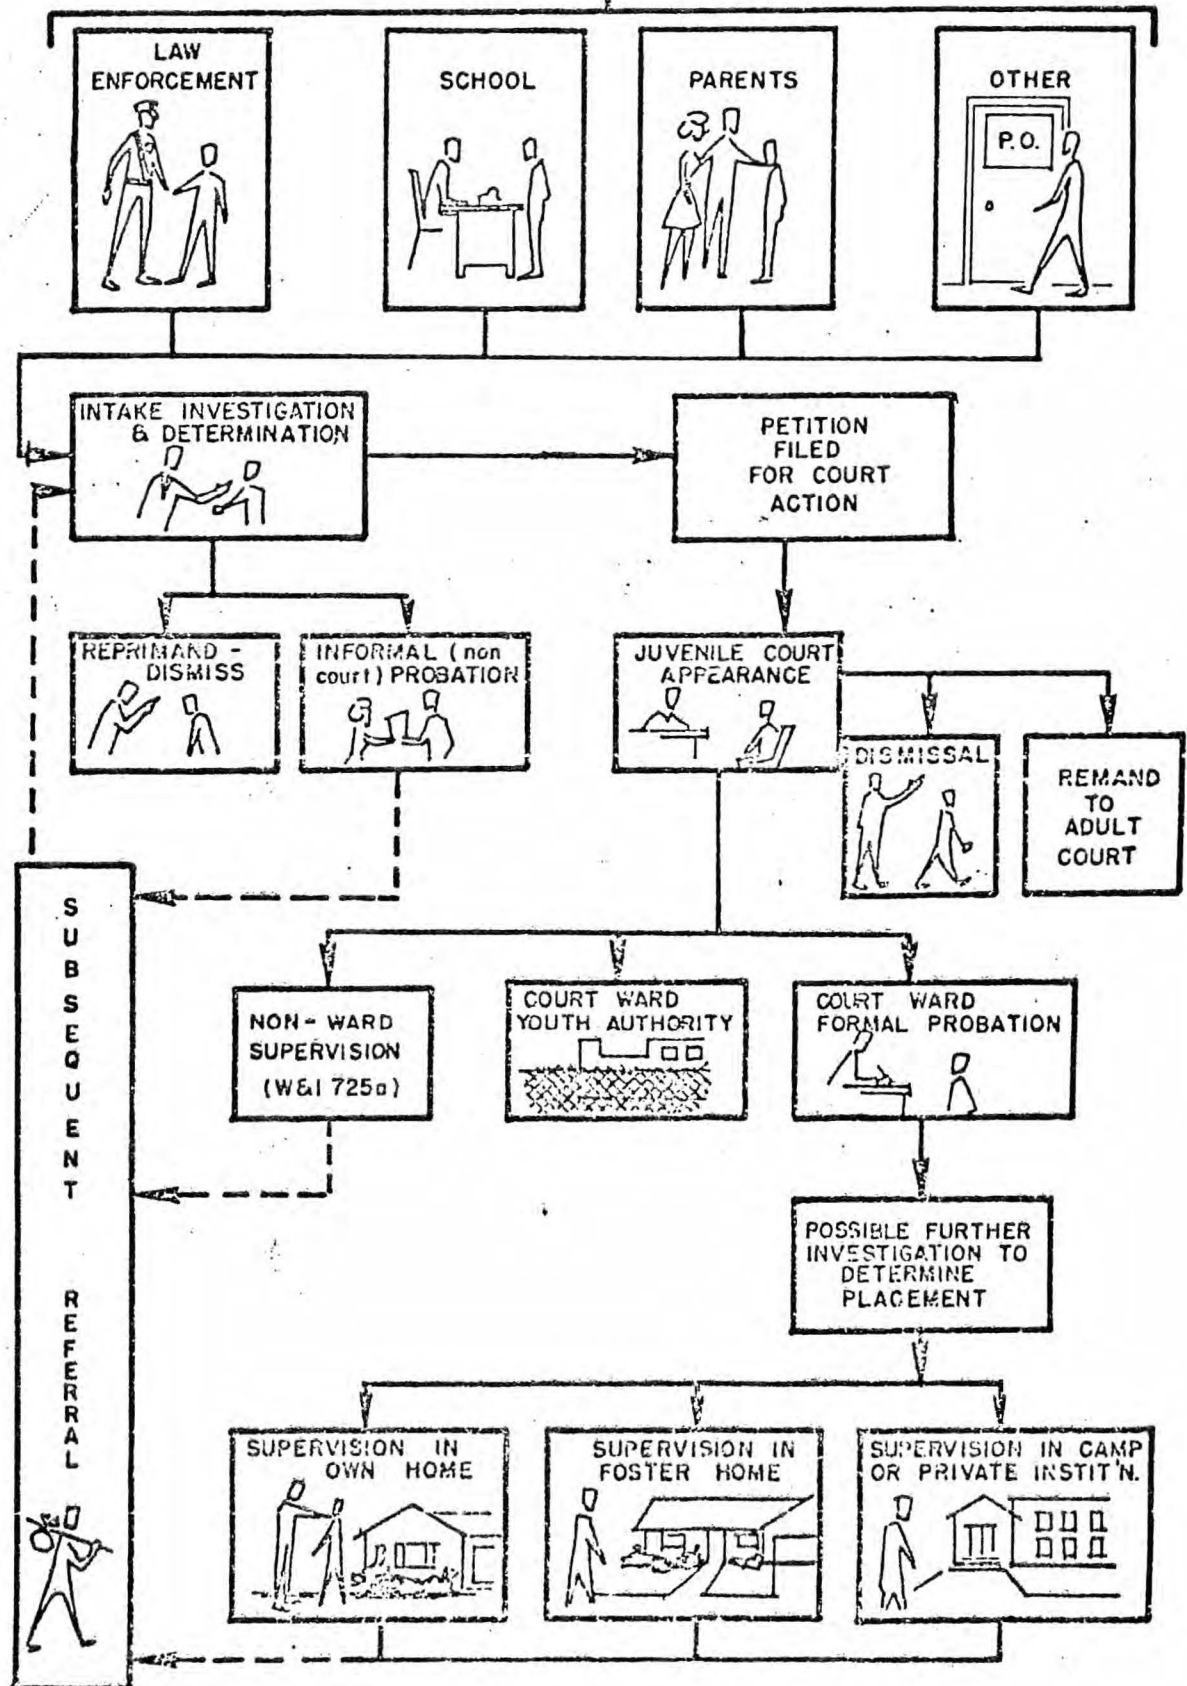 LAW
ENFORCEMENT
SCHOOL
PARENTS
OTHER
P.O.
INTAKE INVESTIGATION
& DETERMINATION
PETITION
FILED
FOR COURT
ACTION
REPRIMAND -
DISMISS
INFORMAL (non
court) PROBATION
JUVENILE COURT
APPEARANCE
DISMISSAL
REMAND
TO
ADULT
COURT
SUBSEQUENT
REFERRAL
NON-WARD
SUPERVISION
(W&I 725a)
COURT WARD
YOUTH AUTHORITY
COURT WARD
FORMAL PROBATION
POSSIBLE FURTHER
INVESTIGATION TO
DETERMINE
PLACEMENT
SUPERVISION IN
OWN HOME
SUPERVISION IN
FOSTER HOME
SUPERVISION IN CAMP
OR PRIVATE INSTIT'N.